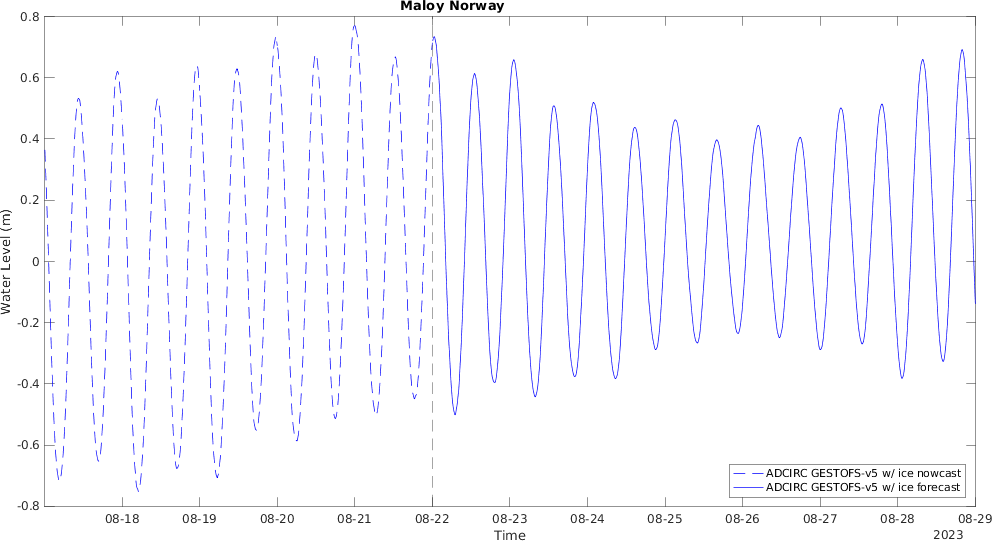 Maloy Norway
0.8
0.6
0.4
0.2
0
-0.2
-0.4
-0.6
-0.8
Water Level (m)
ADCIRC GESTOFS-v5 w/ ice nowcast
ADCIRC GESTOFS-v5 w/ ice forecast
08-18 08-19 08-20 08-21 08-22 08-23 08-24 08-25 08-26 08-27 08-28 08-29
Time
2023